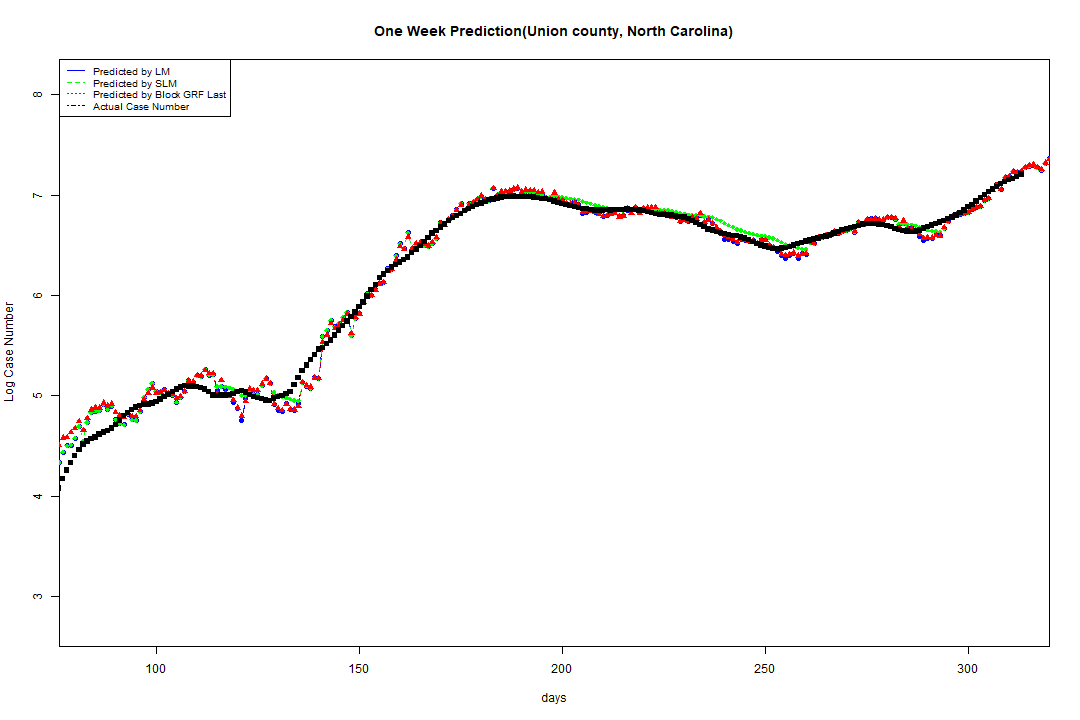 One Week Prediction(Union county, North Carolina)
Predicted by LM
Predicted by SLM
Predicted by Block GRF Last
Actual Case Number
8
7
6
5
4
3
Log Case Number
100 150 200 250 300
days